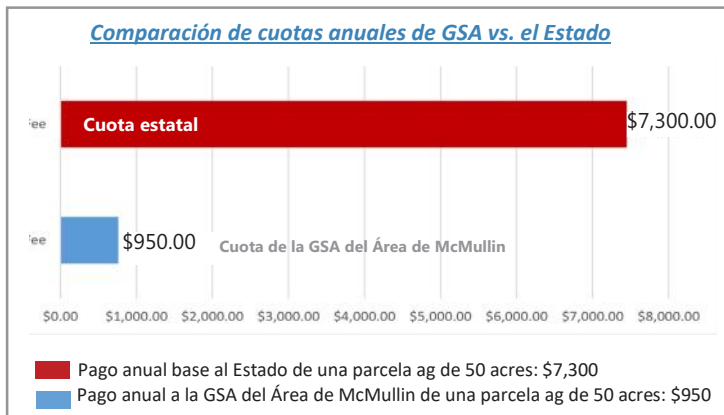 Comparación de cuotas anuales de GSA vs. el Estado
Fee
Cuota estatal
$7,300.00
Fee
$950.00
Cuota de la GSA del Área de McMullin
$0.00 $1,000.00 $2,000.00 $3,000.00 $4,000.00 $5,000.00 $6,000.00 $7,000.00 $8,000.00
Pago anual base al Estado de una parcela ag de 50 acres: $7,300
Pago anual a la GSA del Área de McMullin de una parcela ag de 50 acres: $950